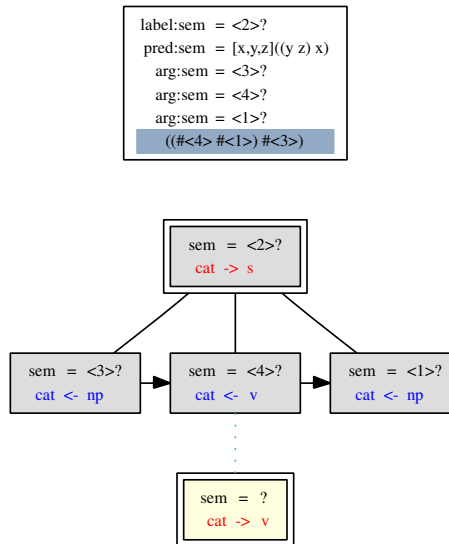 label:sem = <2>?
pred:sem = [x,y,z]((y z) x)
arg:sem = <3>?
arg:sem = <4>?
arg:sem = <1>?
((#<4> #<1>) #<3>)
sem = <2>?
cat -> s
sem = <3>?
cat <- np
sem = <4>?
cat <- v
sem = <1>?
cat <- np
sem = ?
cat -> v